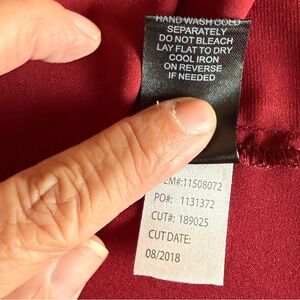 HAND WASH COLD
SEPARATELY
DO NOT BLEACH
LAY FLAT TO DRY
COOL IRON
ON REVERSE
IF NEEDED
EM#:11508072
PO#: 1131372
CUT#: 189025
CUT DATE:
08/2018